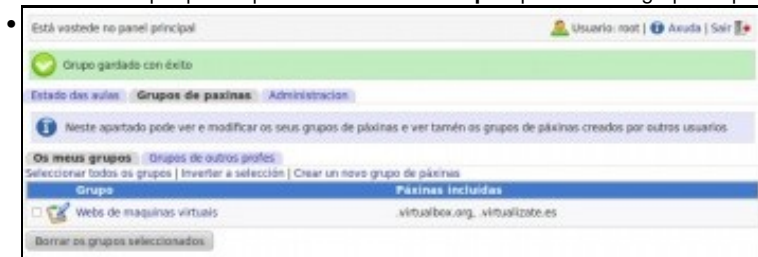 Está vostede no panel principal
Usuario: root | Axuda | Sair
Grupo gardado con éxito
Estado das aulas Grupos de paxinas Administracion
Neste apartado pode ver e modificar os seus grupos de páxinas e ver tamén os grupos de páxinas creados por outros usuarios
Os meus grupos Grupos de outros profes
Seleccionar todos os grupos | Inverter a selección | Crear un novo grupo de páxinas
Grupo Páxinas incluídas
Webs de maquinas virtuais .virtualbox.org, .virtualizate.es
Borrar os grupos seleccionados